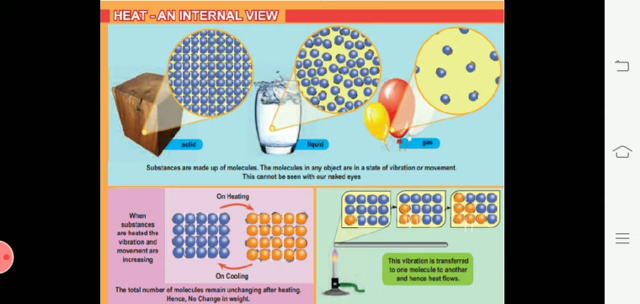 HEAT - AN INTERNAL VIEW
solid
liquid
gas
Substances are made up of molecules. The molecules in any object are in a state of vibration or movement.
This cannot be seen with our naked eyes
When
substances
are heated the
vibration and
movement are
increasing
On Heating
On Cooling
The total number of molecules remain unchanging after heating.
Hence, No Change in weight.
This vibration is transferred
to one molecule to another
and hence heat flows.